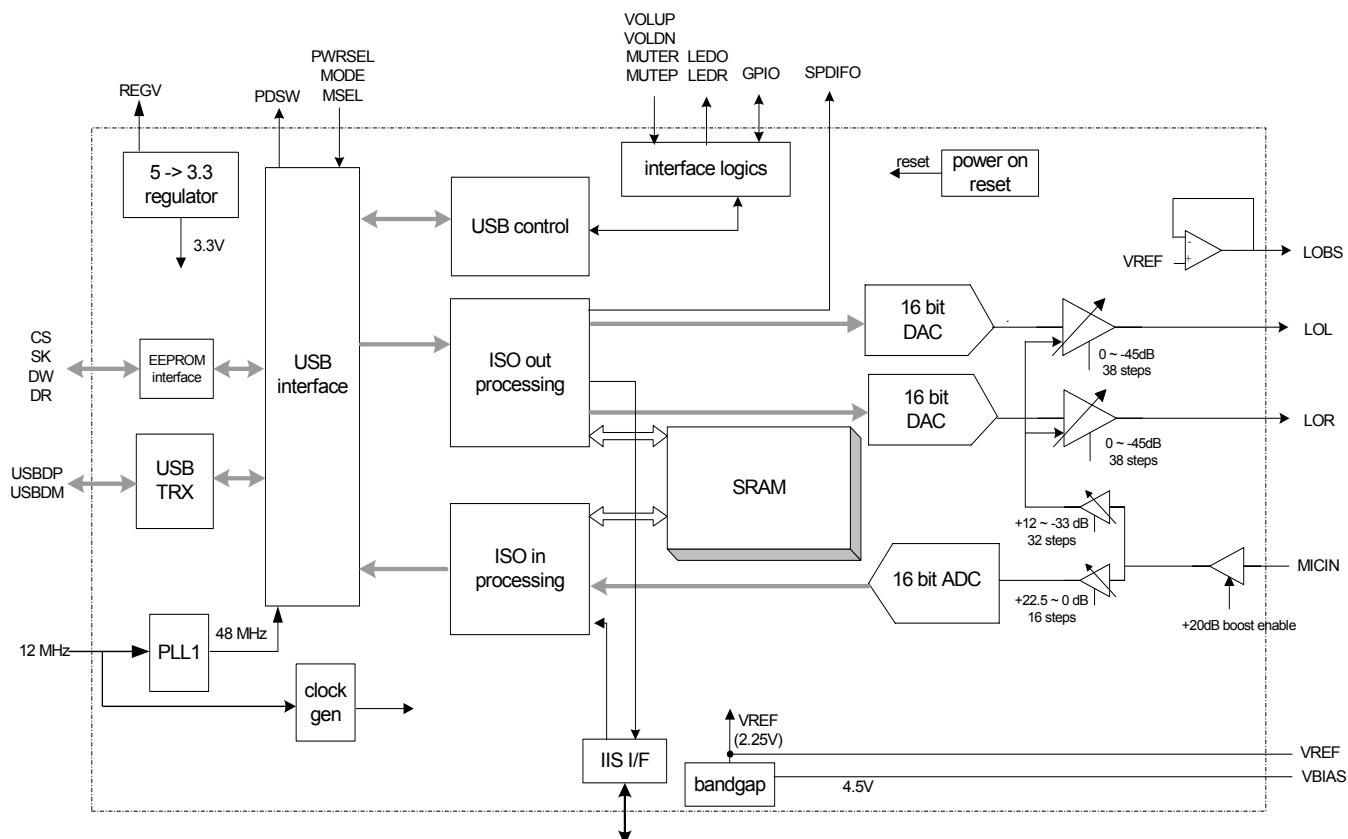 VOLUP
VOLDN
MUTER
MUTEP
LEDO
LEDR
GPIO
SPDIFO
PWRSEL
MODE
MSEL
PDSW
REGV
5 -> 3.3
regulator
3.3V
interface logics
reset
power on
reset
USB control
VREF
-
+
LOBS
CS
SK
DW
DR
EEPROM
interface
USB
interface
ISO out
processing
16 bit
DAC
0 ~ -45dB
38 steps
LOL
16 bit
DAC
0 ~ -45dB
38 steps
LOR
USBDP
USBDM
USB
TRX
SRAM
ISO in
processing
16 bit ADC
+12 ~ -33 dB
32 steps
+22.5 ~ 0 dB
16 steps
MICIN
+20dB boost enable
12 MHz
PLL1
48 MHz
clock
gen
IIS I/F
VREF
(2.25V)
bandgap
4.5V
VREF
VBIAS